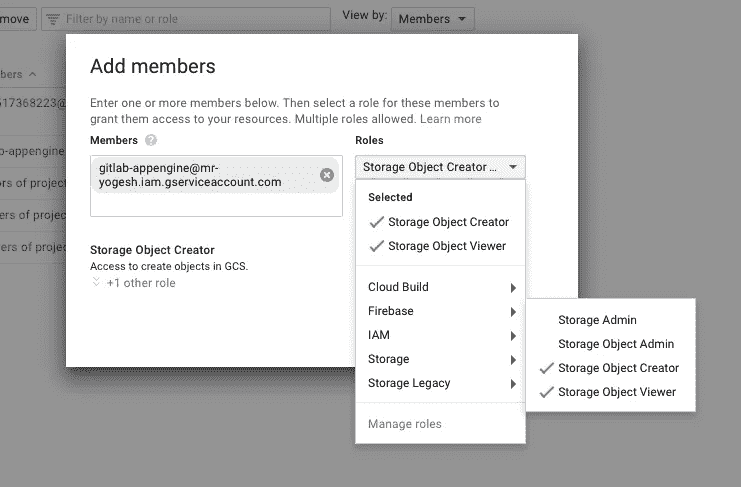 move
Filter by name or role
View by:
Members
bers
517368223@
b-appengine@
ors of project
rs of project
ers of project
Add members
Enter one or more members below. Then select a role for these members to
grant them access to your resources. Multiple roles allowed. Learn more
Members
Roles
gitlab-appengine@mr-
yogesh.iam.gserviceaccount.com
Storage Object Creator ...
Selected
Storage Object Creator
Storage Object Viewer
Storage Object Creator
Access to create objects in GCS.
+1 other role
Cloud Build
Firebase
IAM
Storage
Storage Legacy
Manage roles
Storage Admin
Storage Object Admin
Storage Object Creator
Storage Object Viewer